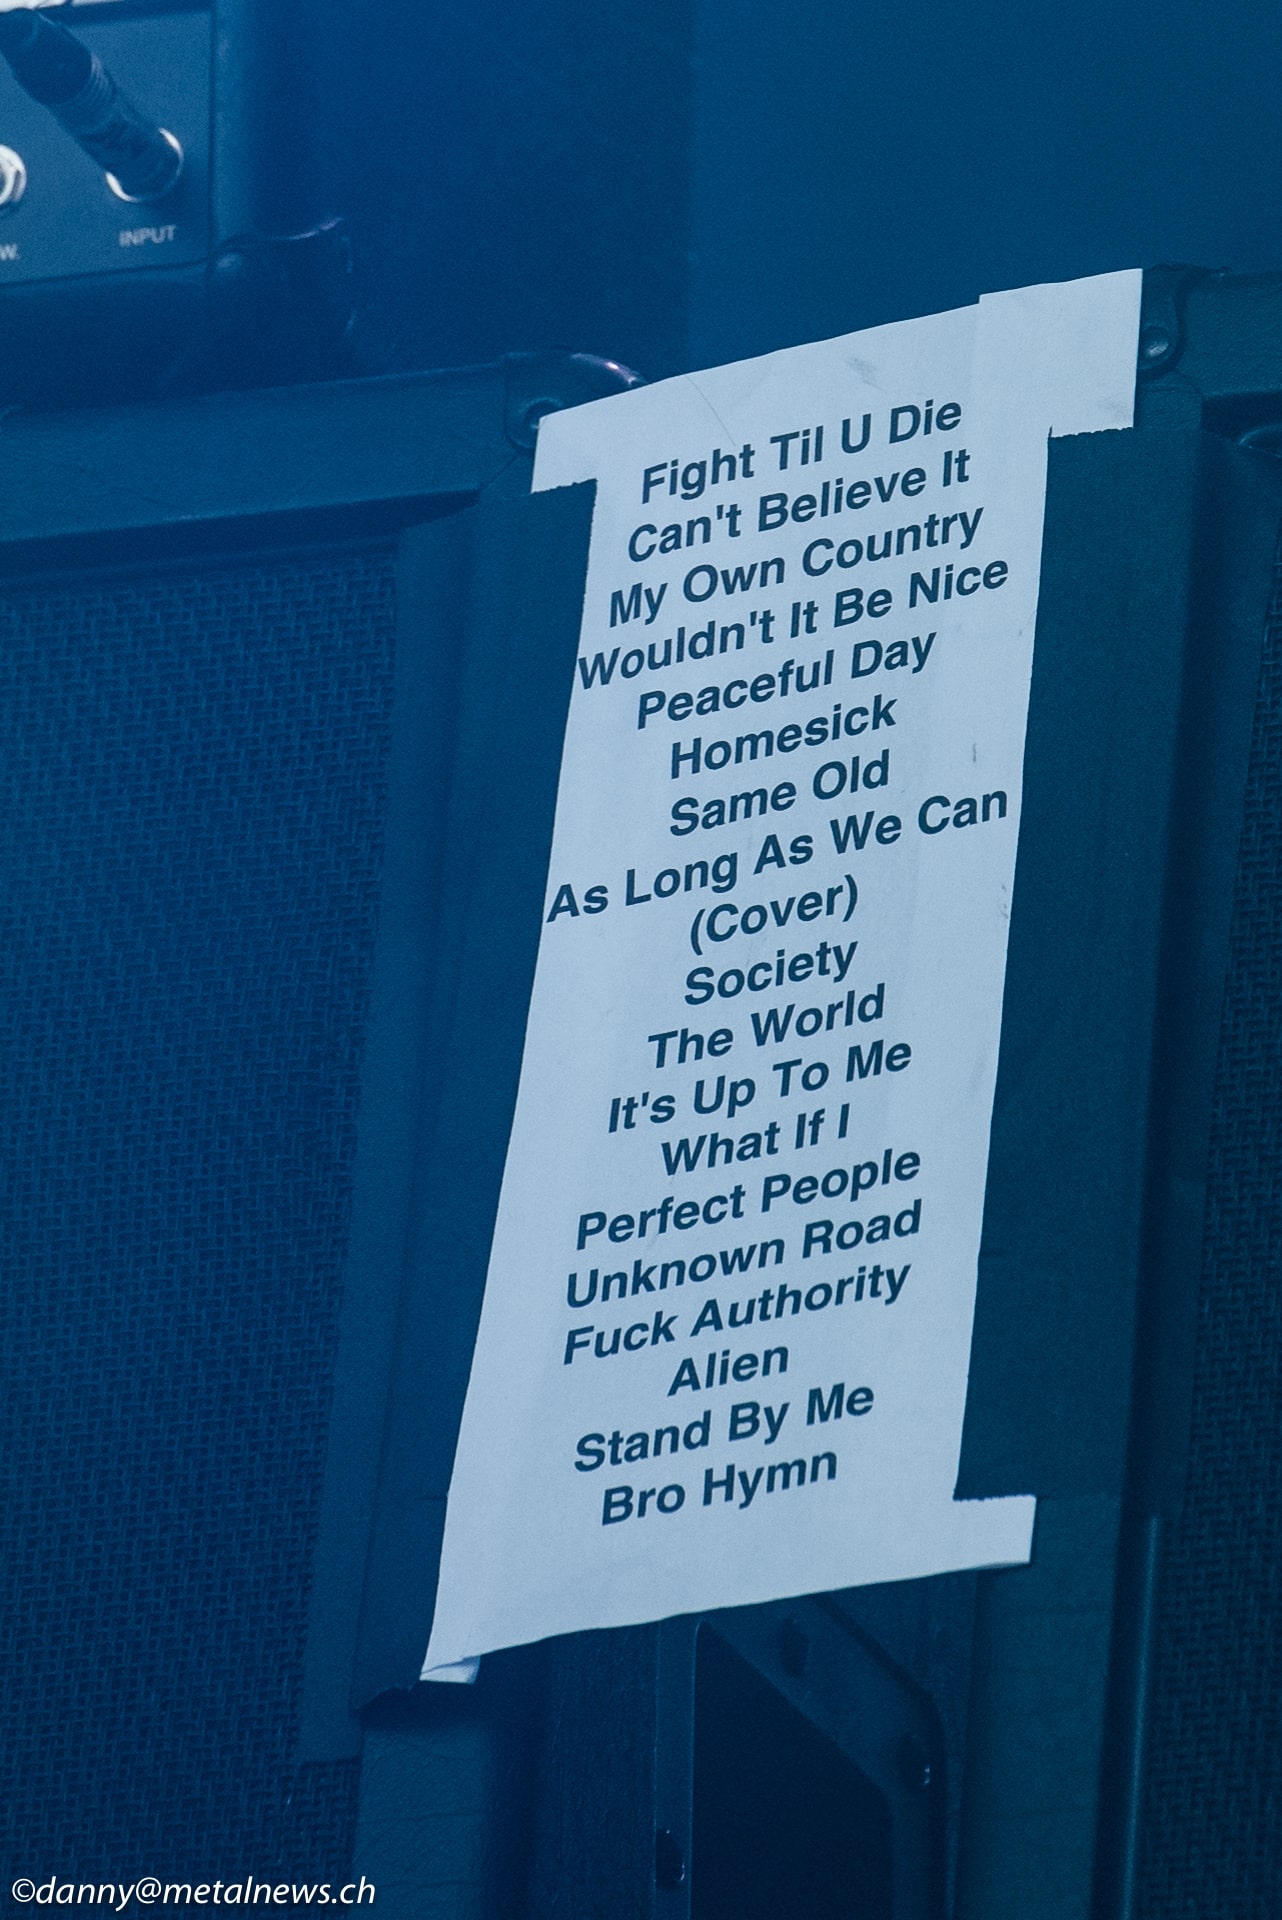 W.
INPUT
Fight Til U Die
Can't Believe It
My Own Country
Wouldn't It Be Nice
Peaceful Day
Homesick
Same Old
As Long As We Can
(Cover)
Society
The World
It's Up To Me
What If I
Perfect People
Unknown Road
Fuck Authority
Alien
Stand By Me
Bro Hymn
©danny@metalnews.ch